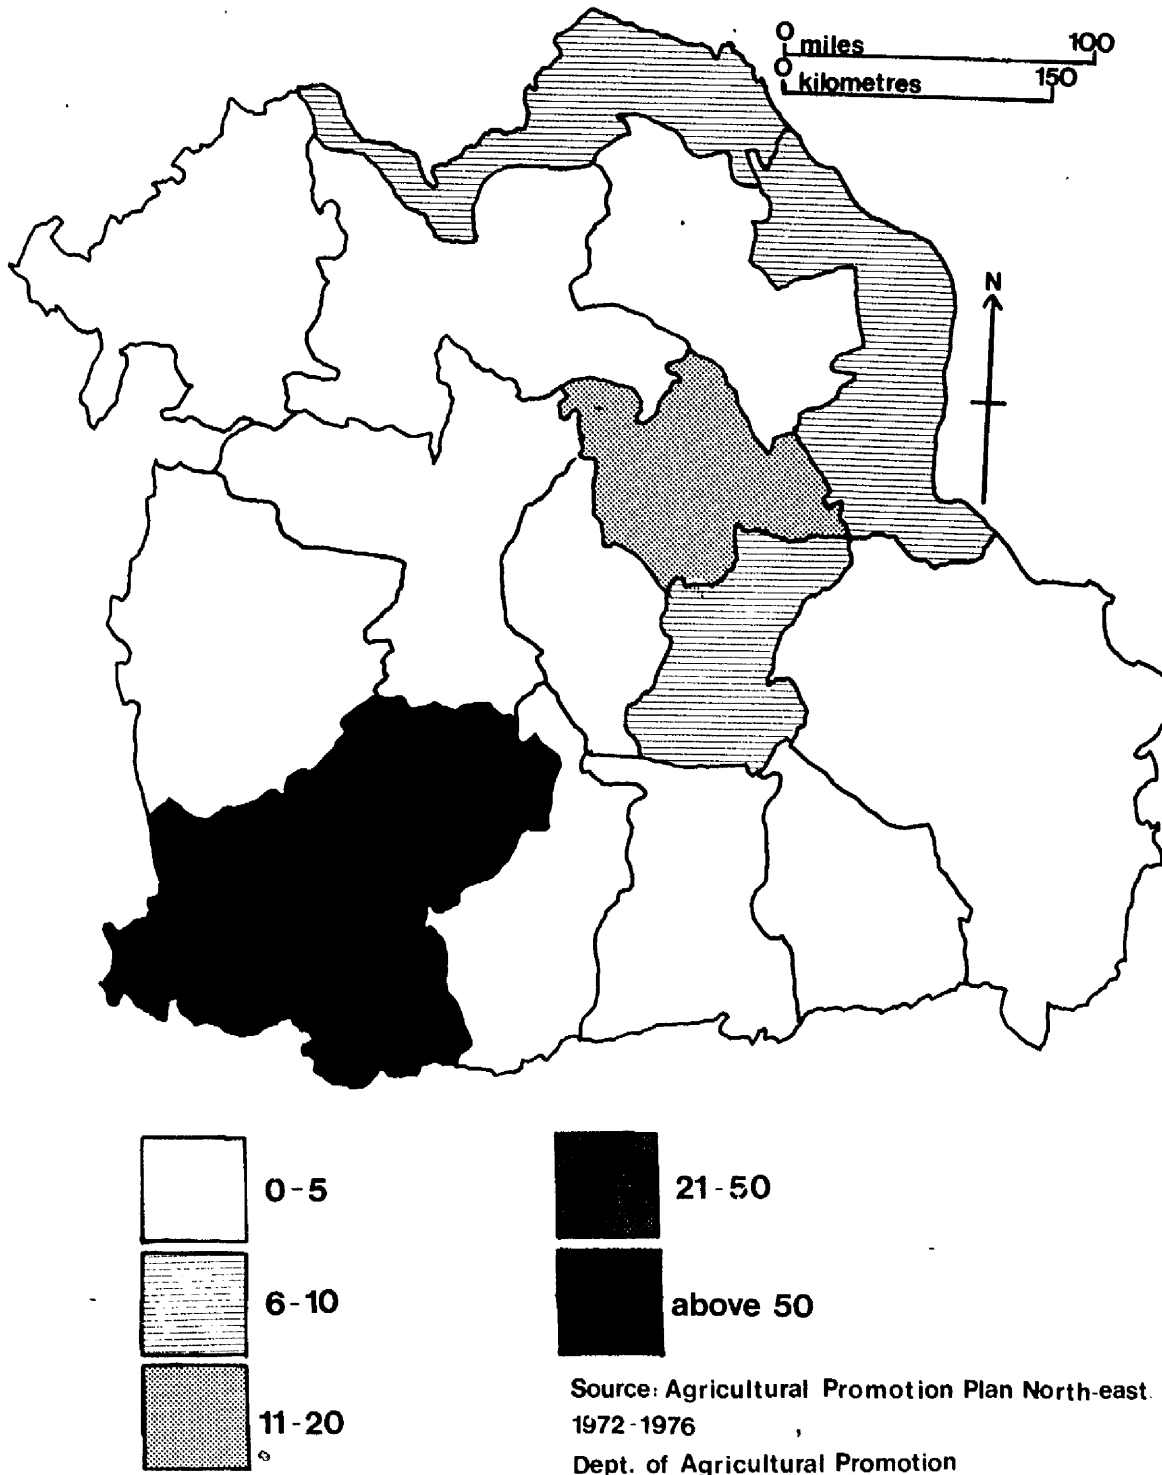 0 miles 100
0 kilometres 150
N
0-5
6-10
11-20
21-50
above 50
Source: Agricultural Promotion Plan North-east
1972-1976
Dept. of Agricultural Promotion